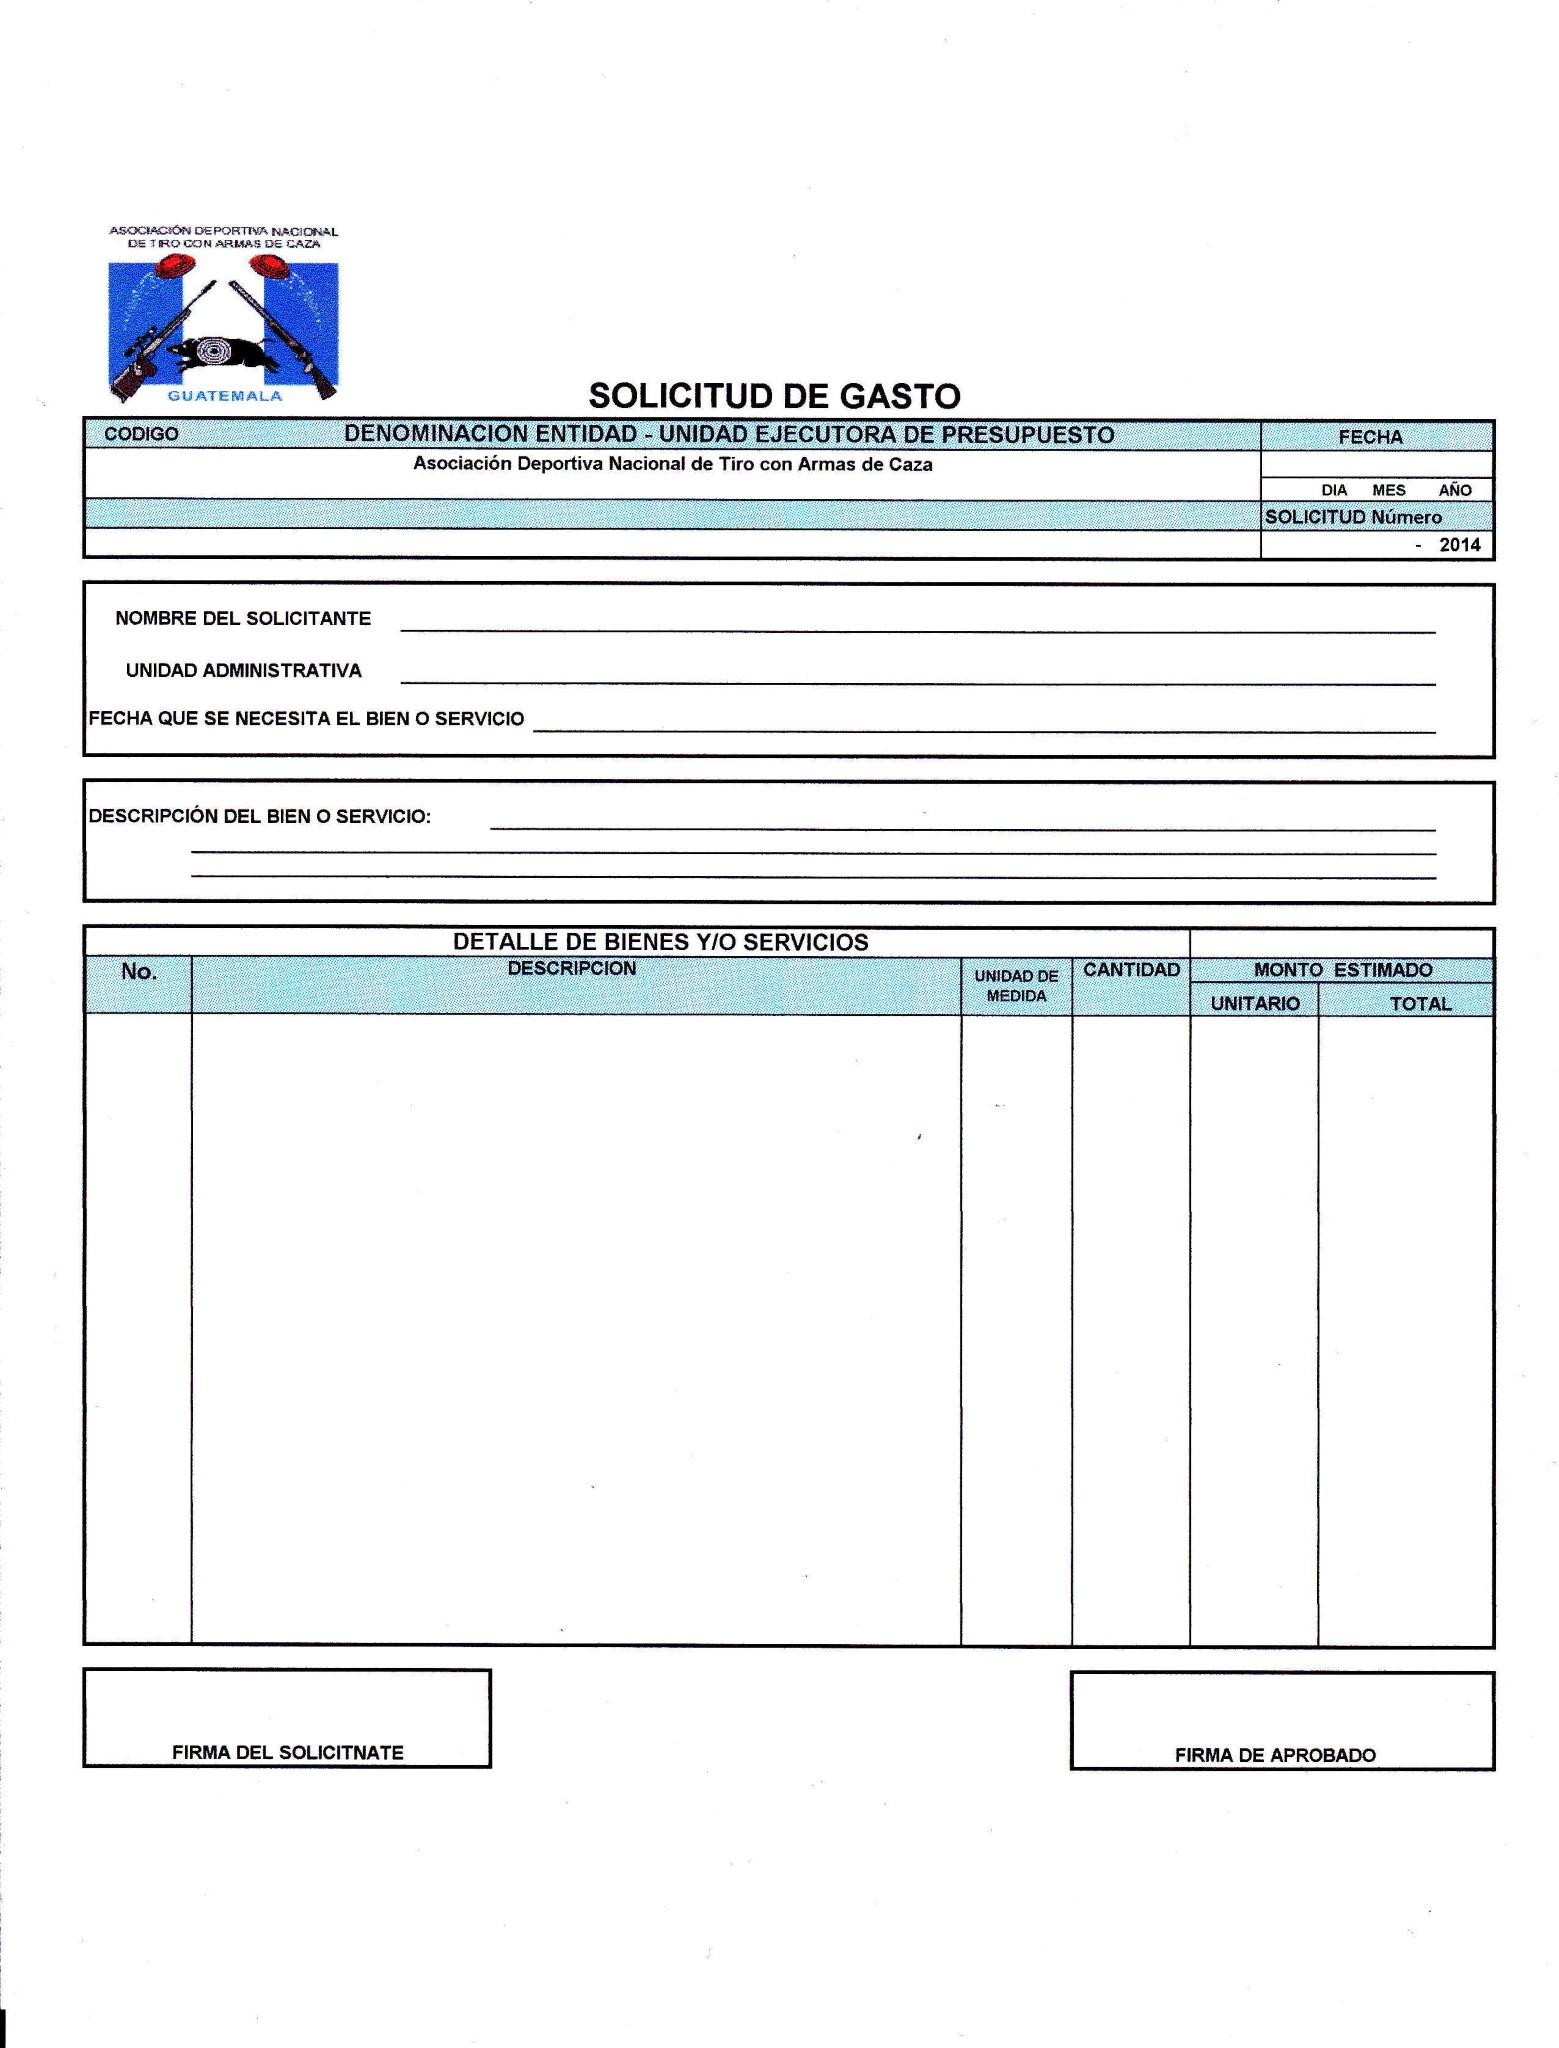 ASOCIACIÓN DEPORTIVA NACIONAL
DE TIRO CON ARMAS DE CAZA
GUATEMALA
SOLICITUD DE GASTO
CODIGO DENOMINACION ENTIDAD - UNIDAD EJECUTORA DE PRESUPUESTO FECHA
Asociación Deportiva Nacional de Tiro con Armas de Caza
DIA MES AÑO
SOLICITUD Número
- 2014
NOMBRE DEL SOLICITANTE
UNIDAD ADMINISTRATIVA
FECHA QUE SE NECESITA EL BIEN O SERVICIO
DESCRIPCIÓN DEL BIEN O SERVICIO:
DETALLE DE BIENES Y/O SERVICIOS
No. DESCRIPCION UNIDAD DE MEDIDA CANTIDAD MONTO ESTIMADO
UNITARIO TOTAL
FIRMA DEL SOLICITNATE
FIRMA DE APROBADO